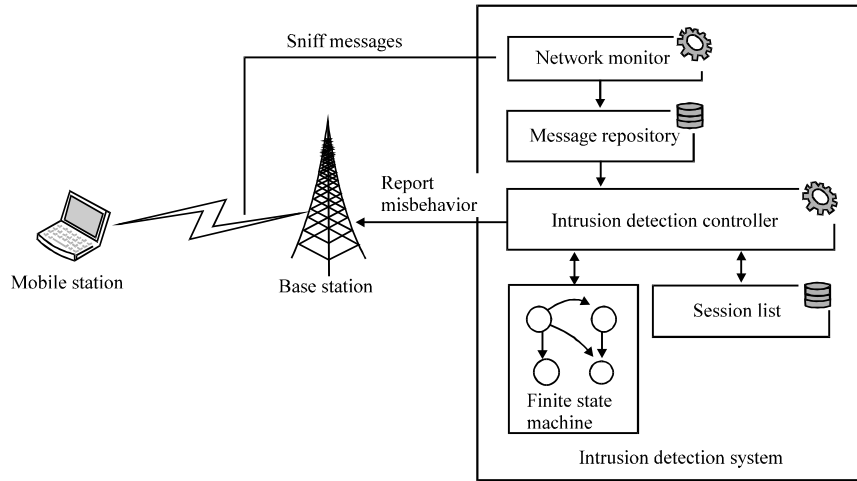 Sniff messages
Network monitor
Message repository
Report
misbehavior
Intrusion detection controller
Mobile station
Base station
Session list
Finite state
machine
Intrusion detection system